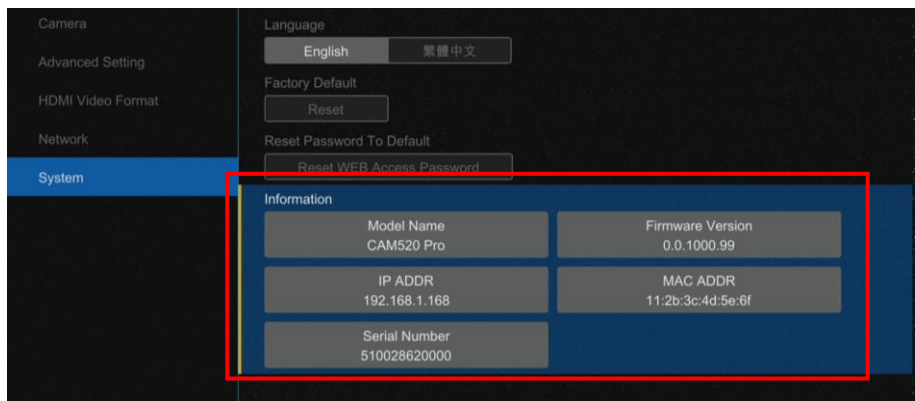 Camera
Advanced Setting
HDMI Video Format
Network
System
Language
English
繁體中文
Factory Default
Reset
Reset Password To Default
Reset WEB Access Password
Information
Model Name
CAM520 Pro
Firmware Version
0.0.1000.99
IP ADDR
192.168.1.168
MAC ADDR
11:2b:3c:4d:5e:6f
Serial Number
510028620000